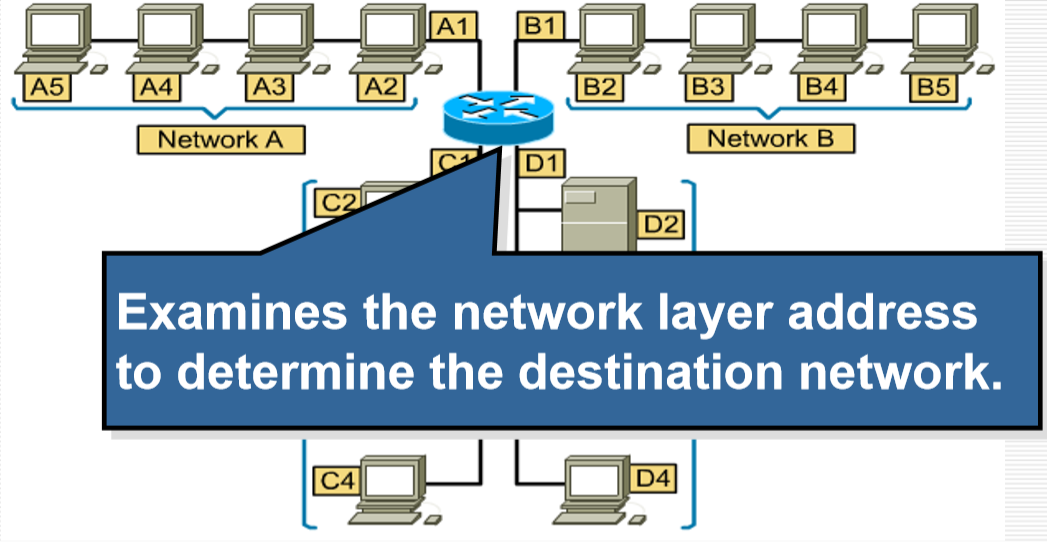 A1
B1
A5
A4
A3
A2
B2
B3
B4
B5
Network A
Network B
C1
D1
C2
D2
Examines the network layer address
to determine the destination network.
C4
D4